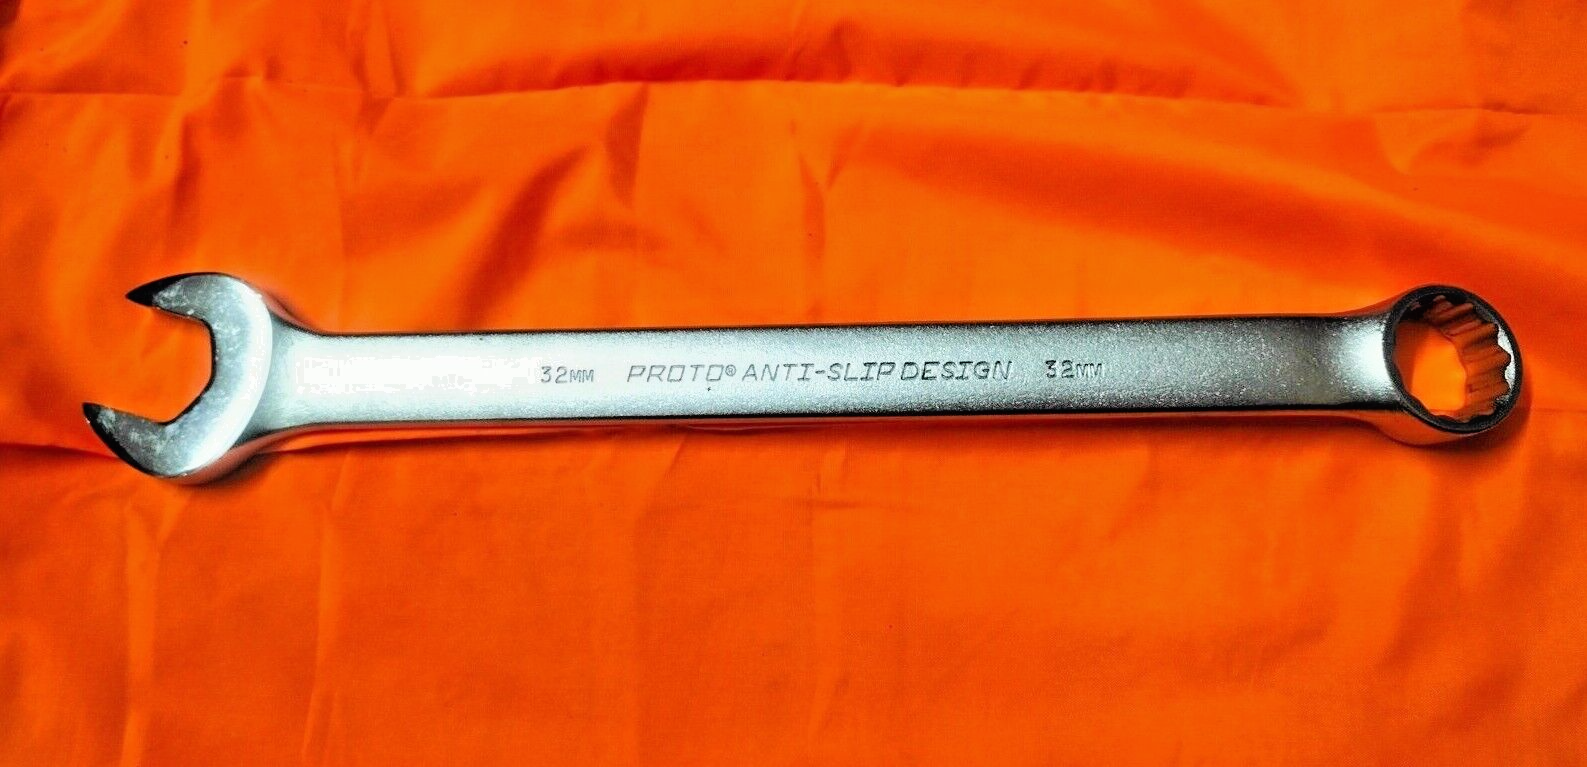 32MM PROTO® ANTI-SLIP DESIGN 32MM